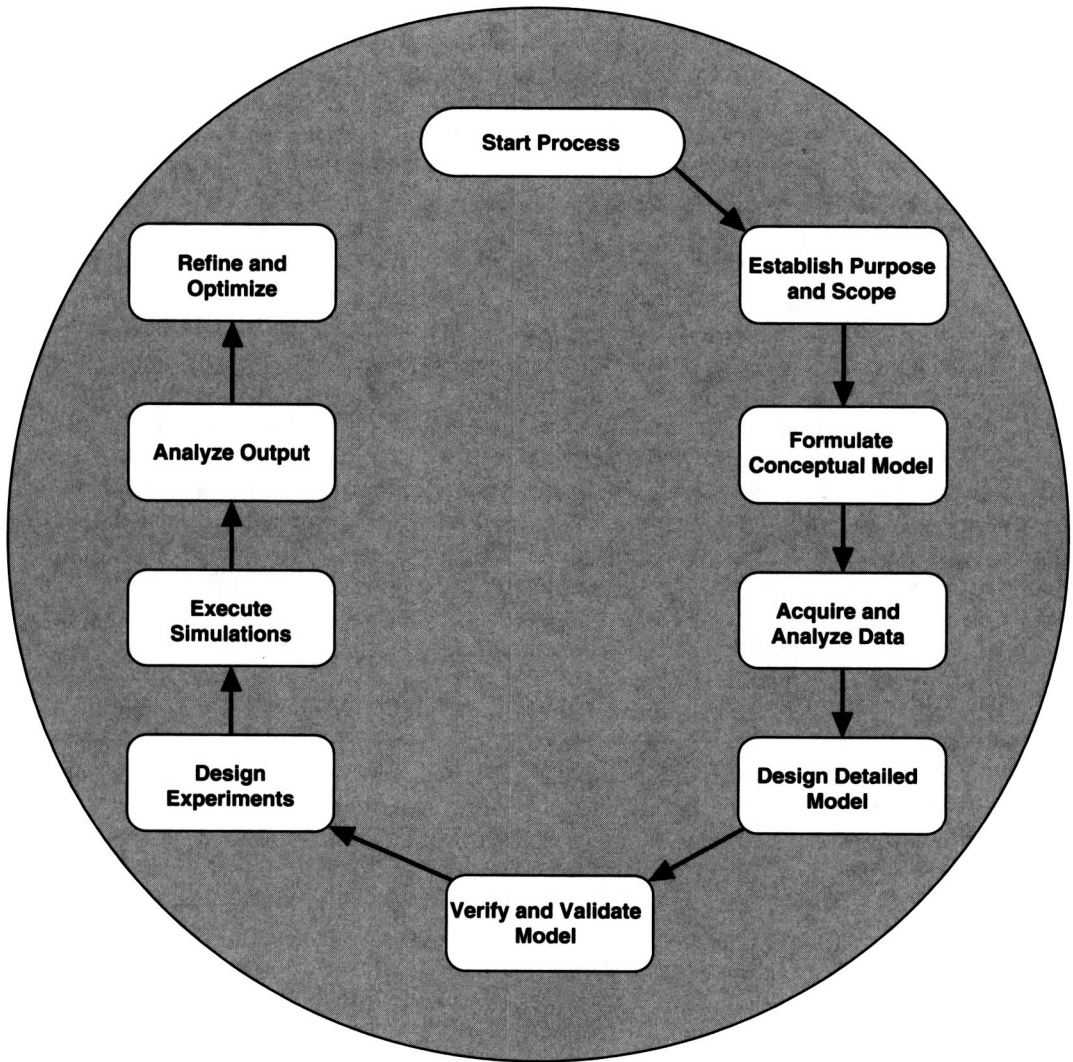 Start Process
Establish Purpose
and Scope
Formulate
Conceptual Model
Acquire and
Analyze Data
Design Detailed
Model
Verify and Validate
Model
Design
Experiments
Execute
Simulations
Analyze Output
Refine and
Optimize